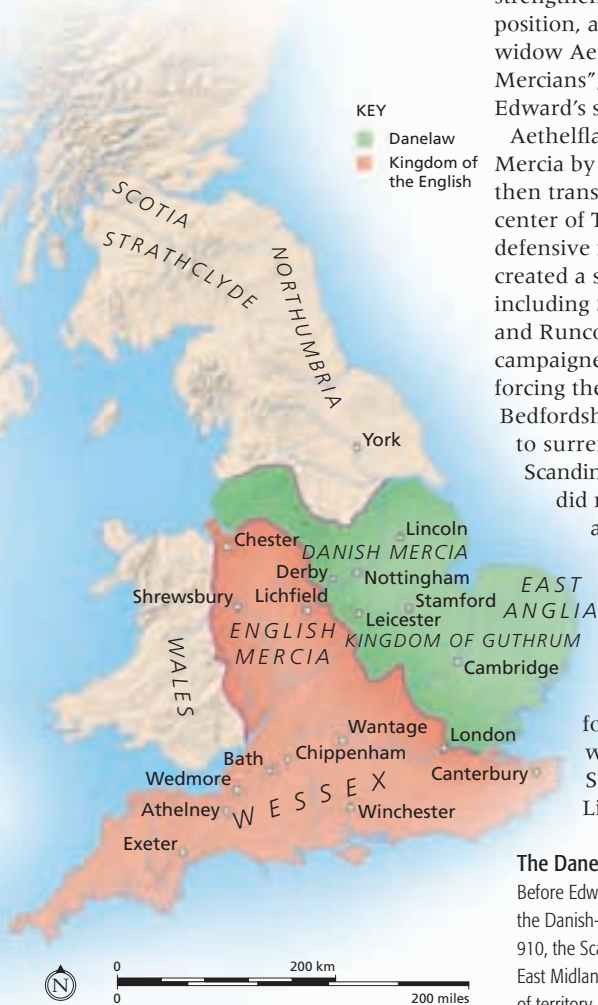 strengthen
position, a
widow Ae
Mercians",
Edward's s
Aethelfla
Mercia by
then trans
center of T
defensive
created a s
including S
and Runco
campaigne
forcing the
Bedfordsh
to surre
Scandin
did
a
fo
w
S
Li
KEY
Danelaw
Kingdom of
the English
SCOTIA
STRATHCLYDE
NORTHUMBRIA
York
Lincoln
Chester
DANISH MERCIA
Derby
Nottingham
EAST
ANGLIA
Shrewsbury
Lichfield
Stamford
Leicester
ENGLISH
MERCIA
KINGDOM OF GUTHRUM
WALES
Cambridge
Wantage
London
Bath
Chippenham
Wedmore
Canterbury
WESSEX
Athelney
Winchester
Exeter
N
0
200 km
0
200 miles
The Dane
Before Edw
the Danish-
910, the Sca
East Midlan
of territory